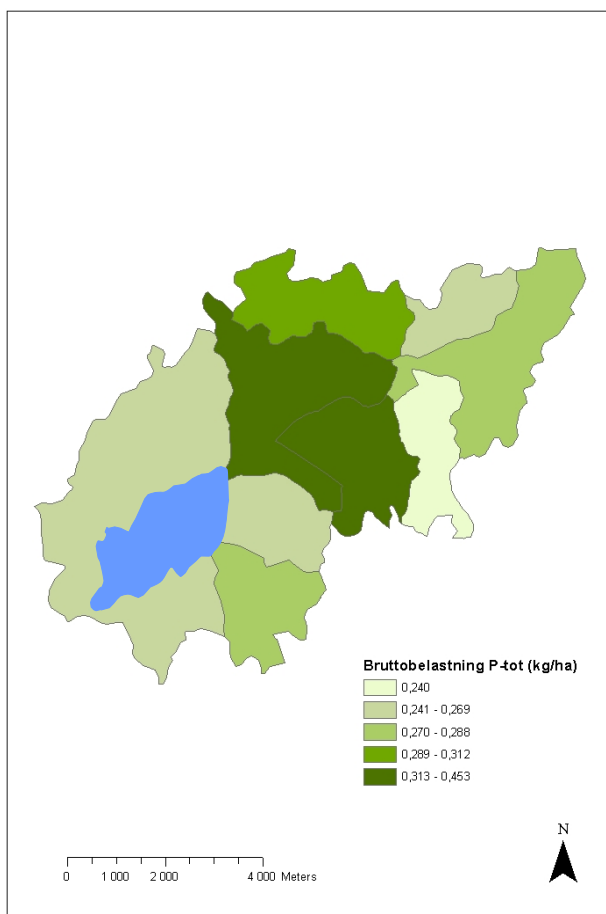 Bruttobelastning P-tot (kg/ha)
0,240
0,241 - 0,269
0,270 - 0,288
0,289 - 0,312
0,313 - 0,453
N
0 1 000 2 000 4 000 Meters